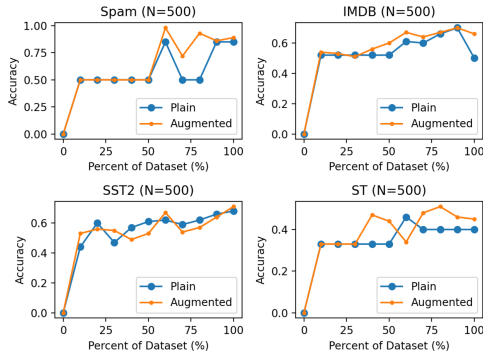 Spam (N=500)
1.00
0.75
0.50
0.25
0.00
Accuracy
Plain
Augmented
0 25 50 75 100
Percent of Dataset (%)
IMDB (N=500)
0.6
0.4
0.2
0.0
Accuracy
Plain
Augmented
0 25 50 75 100
Percent of Dataset (%)
SST2 (N=500)
0.6
0.4
0.2
0.0
Accuracy
Plain
Augmented
0 25 50 75 100
Percent of Dataset (%)
ST (N=500)
0.4
0.2
0.0
Accuracy
Plain
Augmented
0 25 50 75 100
Percent of Dataset (%)